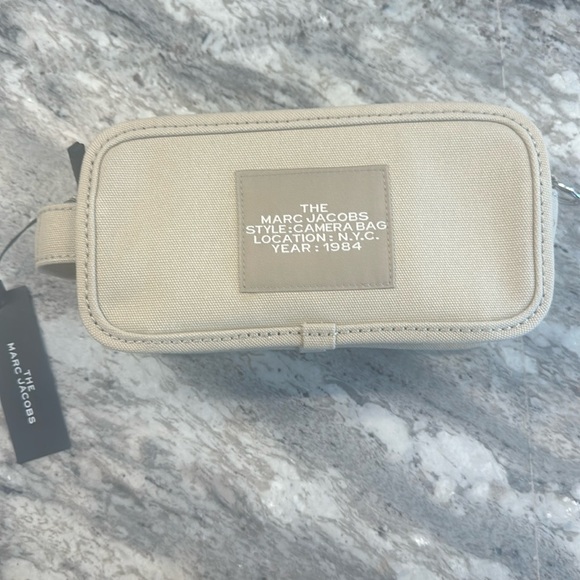 THE
MARC JACOBS
STYLE : CAMERA BAG
LOCATION : N.Y.C.
YEAR : 1984
THE
MARC JACOBS